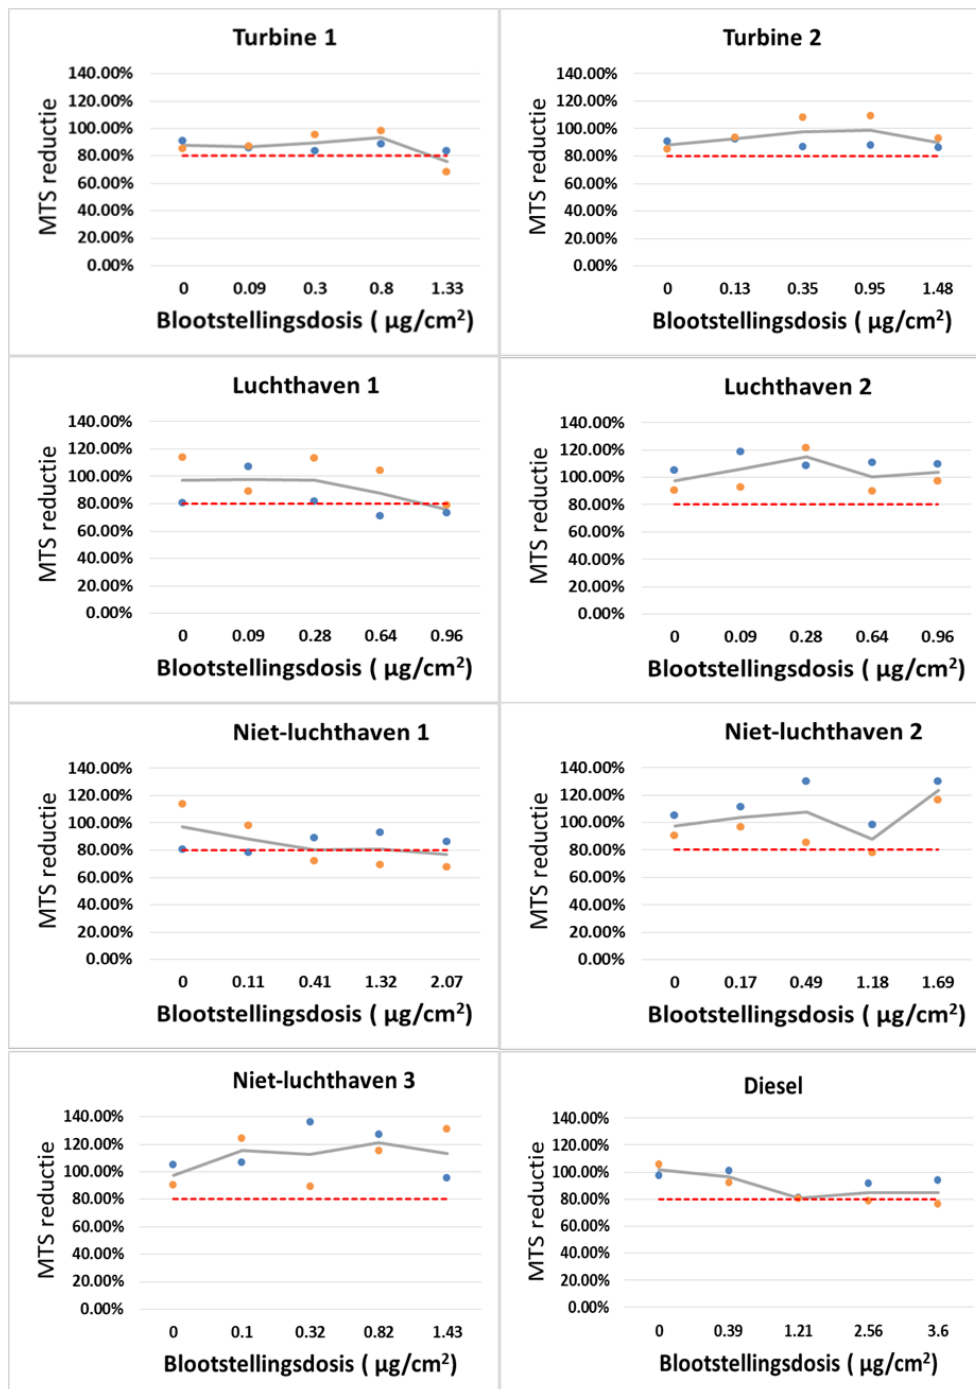 Turbine 1
140.00%
120.00%
100.00%
80.00%
60.00%
40.00%
20.00%
0.00%
MTS reductie
0 0.09 0.3 0.8 1.33
Blootstellingsdosis ( µg/cm²)
Turbine 2
140.00%
120.00%
100.00%
80.00%
60.00%
40.00%
20.00%
0.00%
MTS reductie
0 0.13 0.35 0.95 1.48
Blootstellingsdosis ( µg/cm²)
Luchthaven 1
140.00%
120.00%
100.00%
80.00%
60.00%
40.00%
20.00%
0.00%
MTS reductie
0 0.09 0.28 0.64 0.96
Blootstellingsdosis ( µg/cm²)
Luchthaven 2
140.00%
120.00%
100.00%
80.00%
60.00%
40.00%
20.00%
0.00%
MTS reductie
0 0.09 0.28 0.64 0.96
Blootstellingsdosis ( µg/cm²)
Niet-luchthaven 1
140.00%
120.00%
100.00%
80.00%
60.00%
40.00%
20.00%
0.00%
MTS reductie
0 0.11 0.41 1.32 2.07
Blootstellingsdosis ( µg/cm²)
Niet-luchthaven 2
140.00%
120.00%
100.00%
80.00%
60.00%
40.00%
20.00%
0.00%
MTS reductie
0 0.17 0.49 1.18 1.69
Blootstellingsdosis ( µg/cm²)
Niet-luchthaven 3
140.00%
120.00%
100.00%
80.00%
60.00%
40.00%
20.00%
0.00%
MTS reductie
0 0.1 0.32 0.82 1.43
Blootstellingsdosis ( µg/cm²)
Diesel
140.00%
120.00%
100.00%
80.00%
60.00%
40.00%
20.00%
0.00%
MTS reductie
0 0.39 1.21 2.56 3.6
Blootstellingsdosis ( µg/cm²)